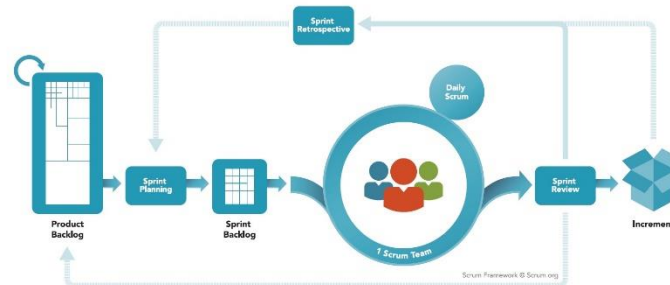 Sprint
Retrospective
Daily
Scrum
Sprint
Planning
Sprint
Review
Product
Backlog
Sprint
Backlog
1 Scrum Team
Incremen
Scrum Framework © Scrum.org